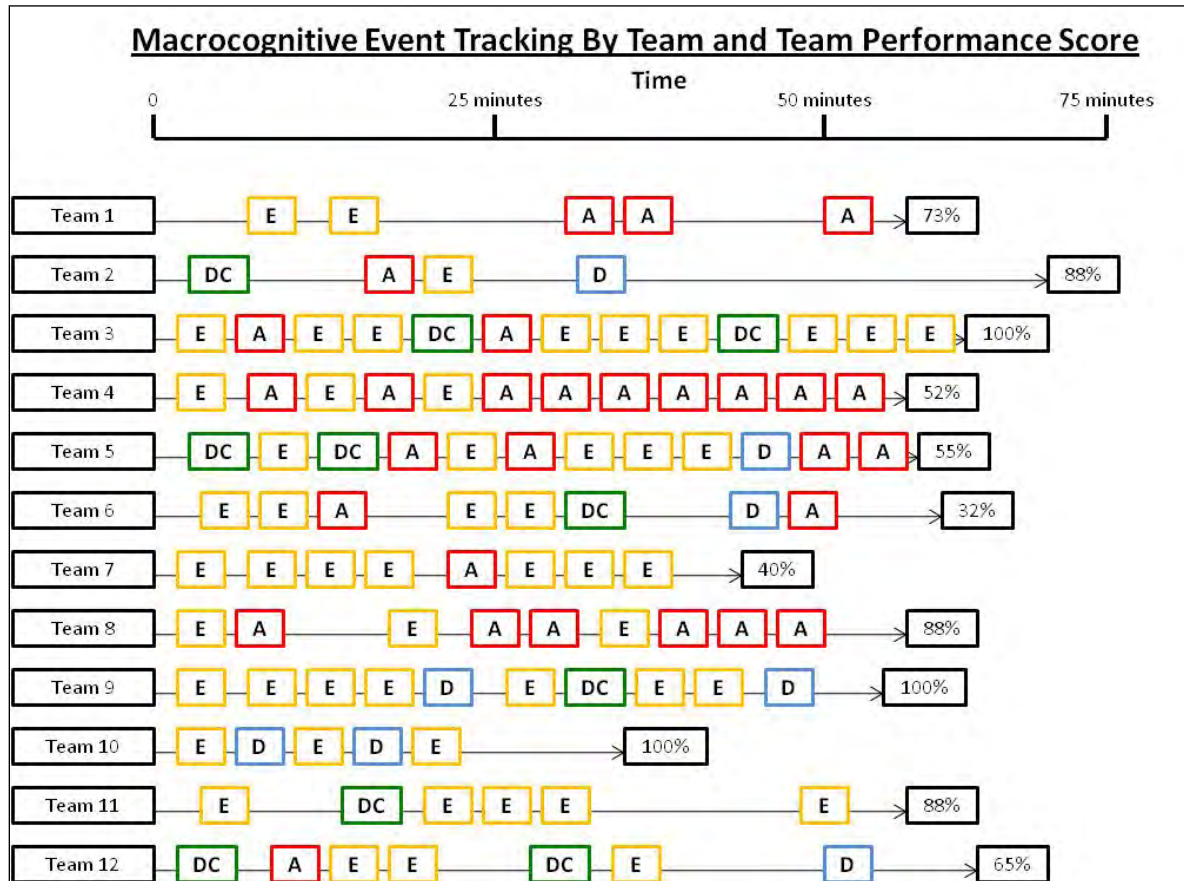 Macrocognitive Event Tracking By Team and Team Performance Score
Time
0 25 minutes 50 minutes 75 minutes
Team 1 E E A A A 73%
Team 2 DC A E D 88%
Team 3 E A E E DC A E E E DC E E E 100%
Team 4 E A E A E A A A A A A A 52%
Team 5 DC E DC A E A E E E D A A 55%
Team 6 E E A E E DC D A 32%
Team 7 E E E E A E E E 40%
Team 8 E A E A A E A A A 88%
Team 9 E E E E D E DC E E D 100%
Team 10 E D E D E 100%
Team 11 E DC E E E E 88%
Team 12 DC A E E DC E D 65%